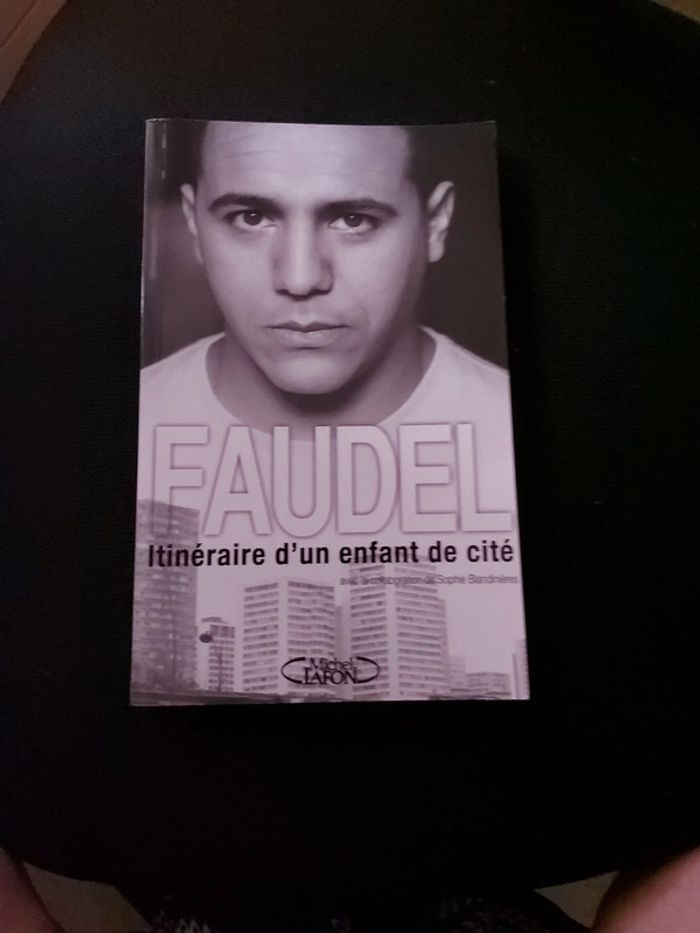 FAUDEL
Itinéraire d'un enfant de cité
avec la collaboration de Sophie Blandinières
Michel
LAFON